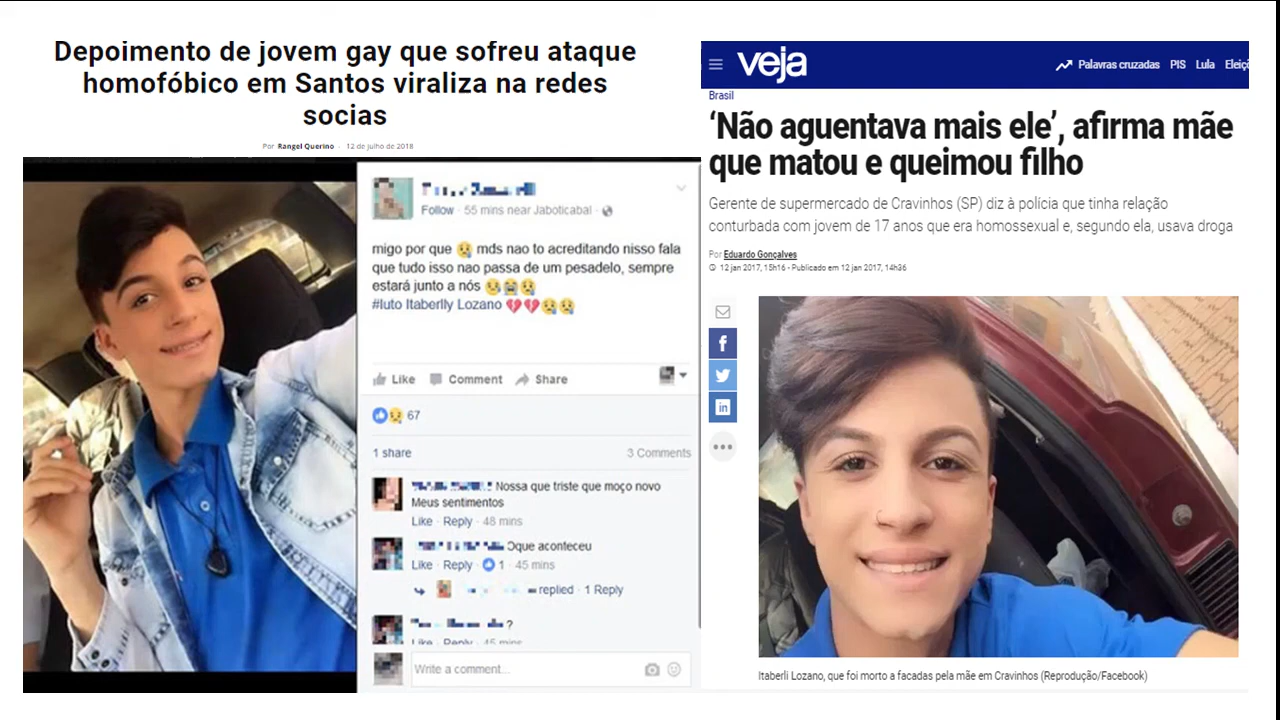 Depoimento de jovem gay que sofreu ataque
homofóbico em Santos viraliza na redes
socias
Por Rangel Querino - 12 de julho de 2018
Follow · 55 mins near Jaboticabal ·
migo por que mds nao to acreditando nisso fala
que tudo isso nao passa de um pesadelo, sempre
estará junto a nós
#luto Itaberlly Lozano
Like Comment Share
67
1 share 3 Comments
Nossa que triste que moço novo
Meus sentimentos
Like · Reply · 48 mins
Oque aconteceu
Like · Reply · 1 · 45 mins
replied · 1 Reply
?
Like · Reply · 45 mins
Write a comment...
veja
Palavras cruzadas PIS Lula
Brasil
‘Não aguentava mais ele’, afirma mãe
que matou e queimou filho
Gerente de supermercado de Cravinhos (SP) diz à polícia que tinha relação
conturbada com jovem de 17 anos que era homossexual e, segundo ela, usava droga
Por Eduardo Gonçalves
12 jan 2017, 15h16 - Publicado em 12 jan 2017, 14h36
f
in
Itaberli Lozano, que foi morto a facadas pela mãe em Cravinhos (Reprodução/Facebook)